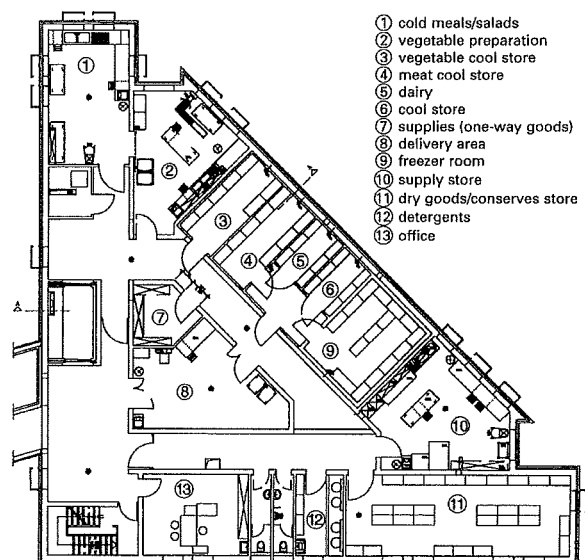 ① cold meals/salads
② vegetable preparation
③ vegetable cool store
④ meat cool store
⑤ dairy
⑥ cool store
⑦ supplies (one-way goods)
⑧ delivery area
⑨ freezer room
⑩ supply store
⑪ dry goods/conserves store
⑫ detergents
⑬ office
①
②
③
④
⑤
⑥
⑦
⑧
⑨
⑩
⑪
⑫
⑬
A
A